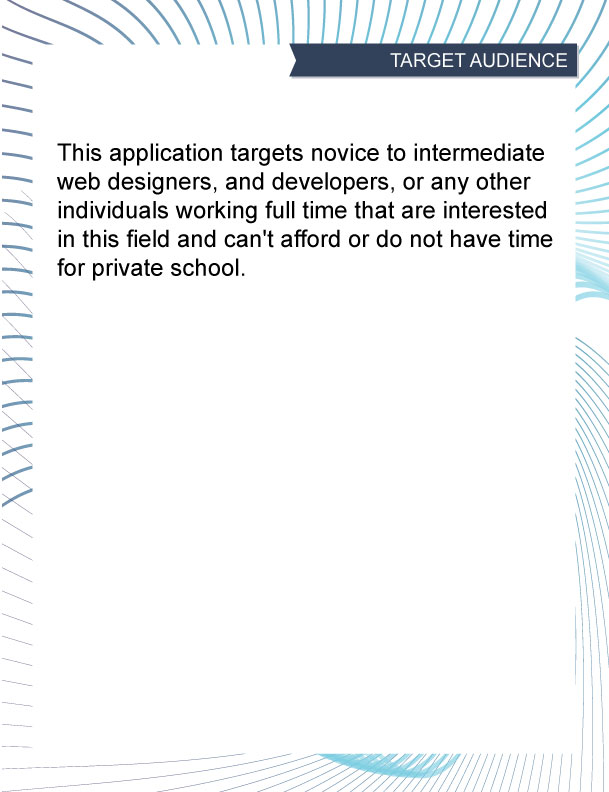 TARGET AUDIENCE
This application targets novice to intermediate
web designers, and developers, or any other
individuals working full time that are interested
in this field and can't afford or do not have time
for private school.